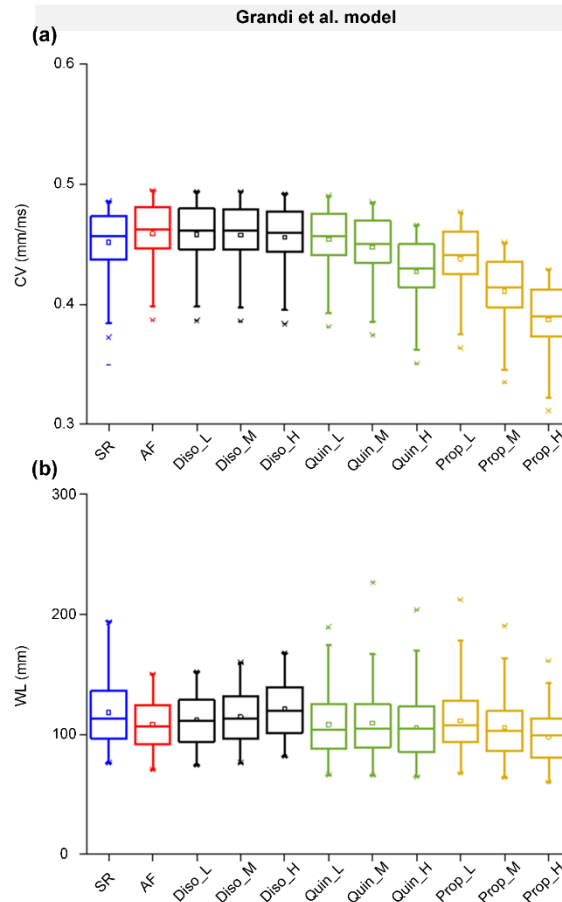 Grandi et al. model
(a)
0.6
0.5
0.4
0.3
CV (mm/ms)
SR AF Diso_L Diso_M Diso_H Quin_L Quin_M Quin_H Prop_L Prop_M Prop_H
(b)
300
200
100
0
WL (mm)
SR AF Diso_L Diso_M Diso_H Quin_L Quin_M Quin_H Prop_L Prop_M Prop_H